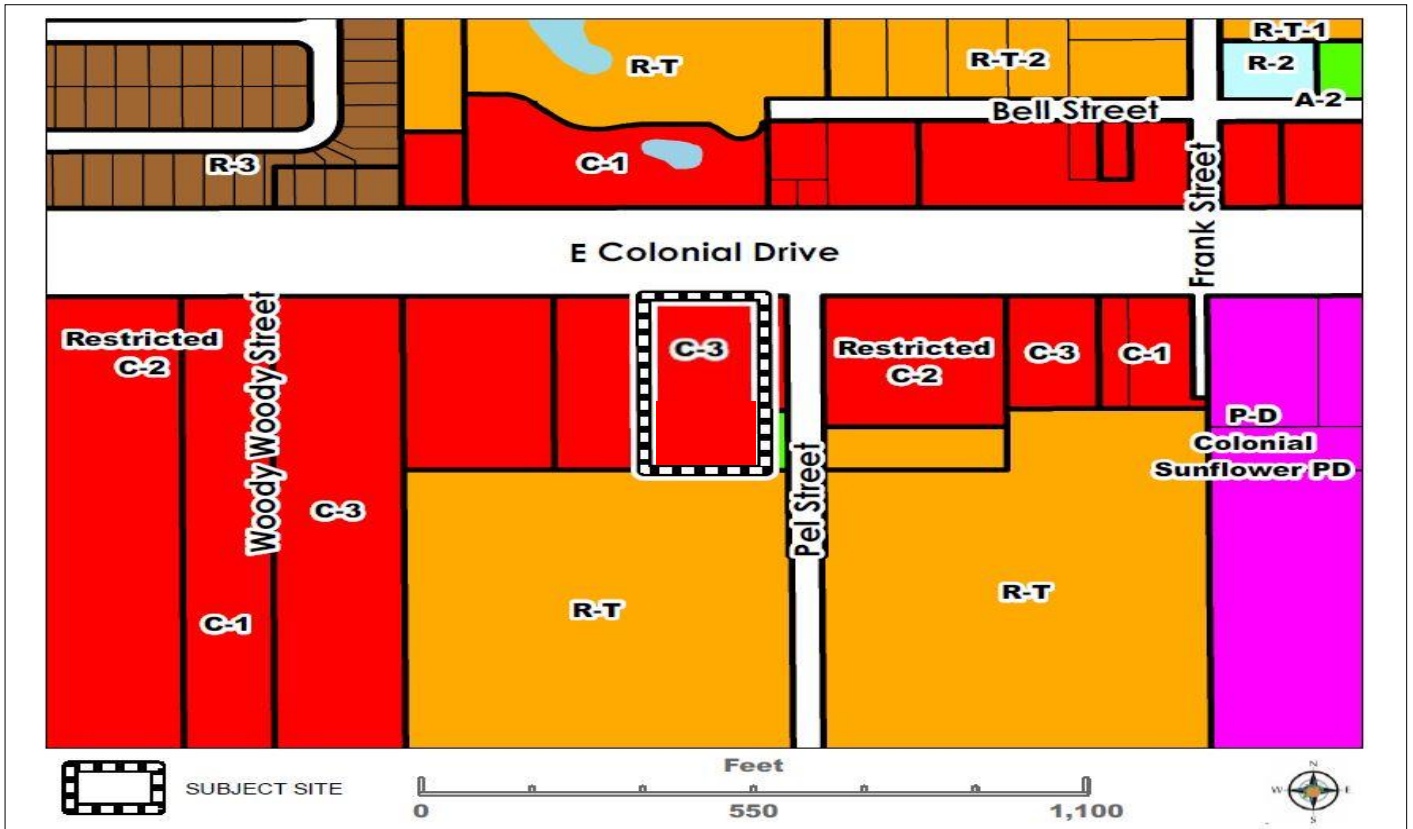 R-T-1
R-T
R-T-2
R-2
A-2
Bell Street
R-3
C-1
Frank Street
E Colonial Drive
Restricted
C-2
Woody Woody Street
C-3
Restricted
C-2
C-3
C-1
P-D
Colonial
Sunflower PD
Pel Street
C-3
C-1
R-T
R-T
SUBJECT SITE
Feet
0
550
1,100
N
W
E
S